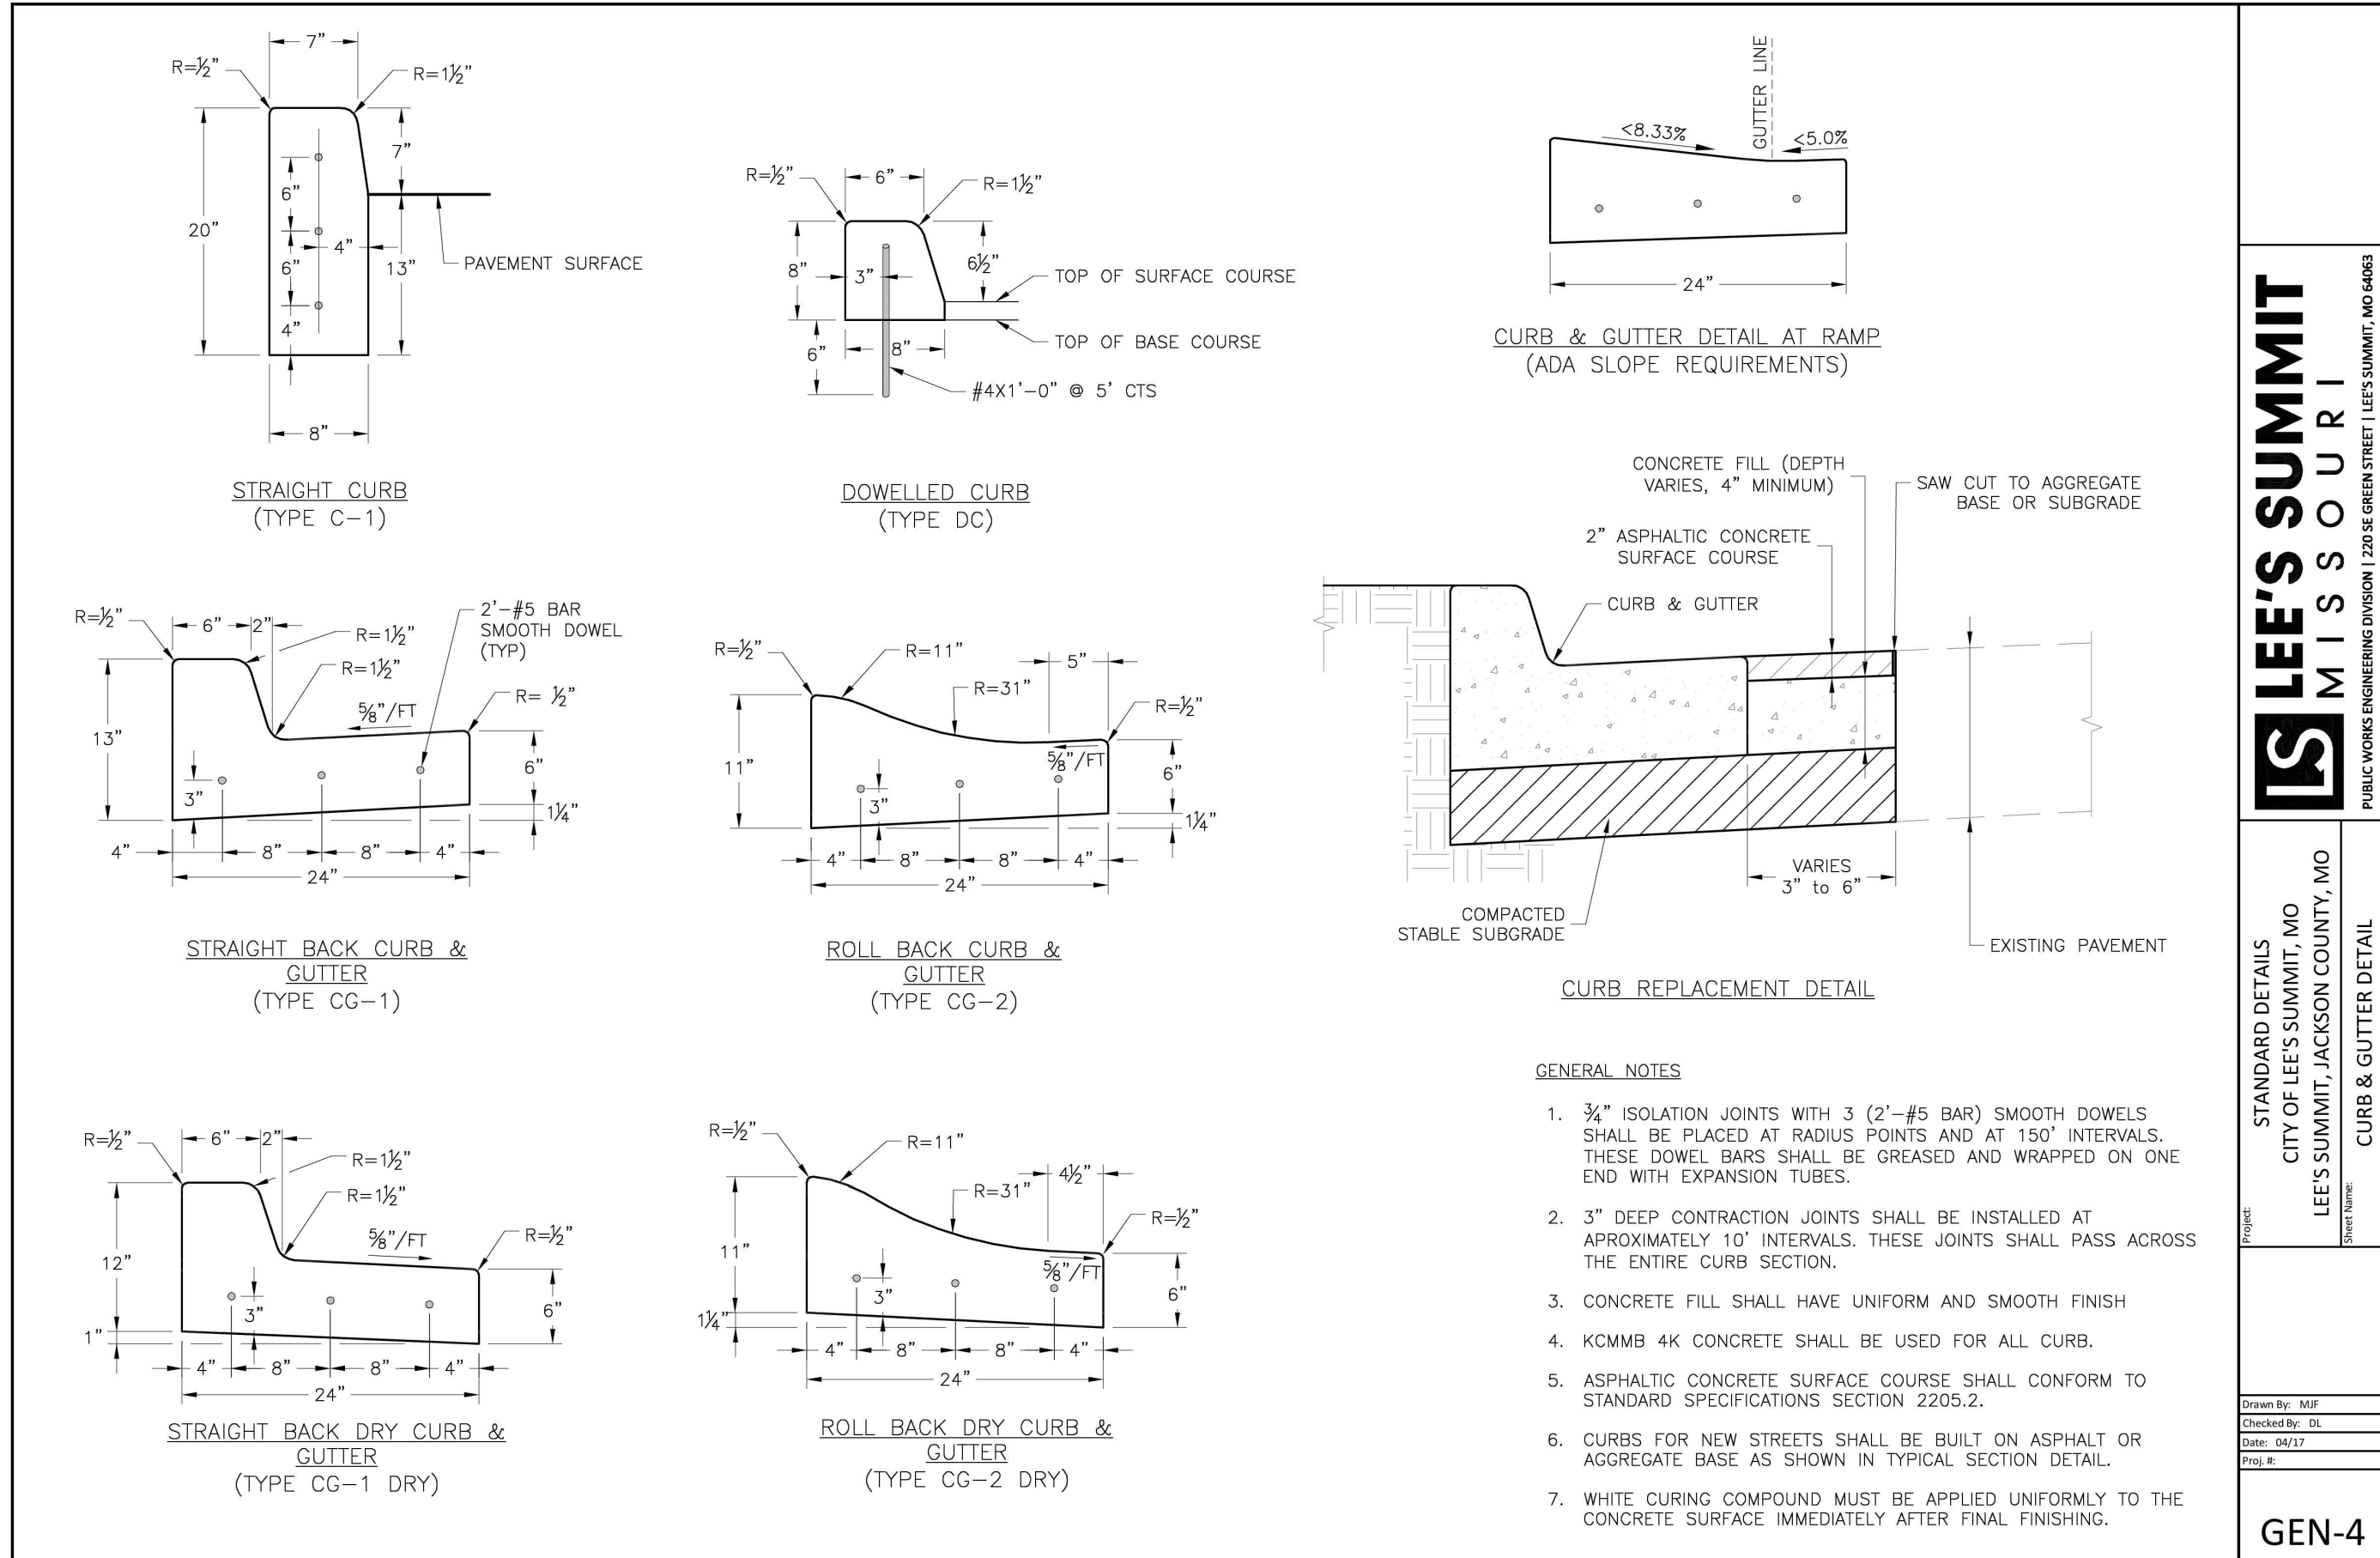 7"
R=½"
R=1½"
20"
7"
6"
6"
4"
4"
13"
PAVEMENT SURFACE
8"
STRAIGHT CURB
(TYPE C-1)
R=½"
6"
R=1½"
8"
3"
6½"
TOP OF SURFACE COURSE
TOP OF BASE COURSE
6"
8"
#4X1'-0" @ 5' CTS
DOWELLED CURB
(TYPE DC)
GUTTER LINE
<8.33%
<5.0%
24"
CURB & GUTTER DETAIL AT RAMP
(ADA SLOPE REQUIREMENTS)
R=½"
6"
2"
R=1½"
R=1½"
2'-#5 BAR
SMOOTH DOWEL
(TYP)
R= ½"
⅝"/FT
13"
3"
6"
1¼"
4"
8"
8"
4"
24"
STRAIGHT BACK CURB &
GUTTER
(TYPE CG-1)
R=½"
R=11"
R=31"
5"
R=½"
⅝"/FT
11"
3"
6"
1¼"
4"
8"
8"
4"
24"
ROLL BACK CURB &
GUTTER
(TYPE CG-2)
CONCRETE FILL (DEPTH
VARIES, 4" MINIMUM)
SAW CUT TO AGGREGATE
BASE OR SUBGRADE
2" ASPHALTIC CONCRETE
SURFACE COURSE
CURB & GUTTER
VARIES
3" to 6"
COMPACTED
STABLE SUBGRADE
EXISTING PAVEMENT
CURB REPLACEMENT DETAIL
R=½"
6"
2"
R=1½"
R=1½"
⅝"/FT
R=½"
12"
3"
6"
1"
4"
8"
8"
4"
24"
STRAIGHT BACK DRY CURB &
GUTTER
(TYPE CG-1 DRY)
R=½"
R=11"
R=31"
4½"
R=½"
⅝"/FT
11"
3"
6"
1¼"
4"
8"
8"
4"
24"
ROLL BACK DRY CURB &
GUTTER
(TYPE CG-2 DRY)
GENERAL NOTES
1. ¾" ISOLATION JOINTS WITH 3 (2'-#5 BAR) SMOOTH DOWELS
SHALL BE PLACED AT RADIUS POINTS AND AT 150' INTERVALS.
THESE DOWEL BARS SHALL BE GREASED AND WRAPPED ON ONE
END WITH EXPANSION TUBES.
2. 3" DEEP CONTRACTION JOINTS SHALL BE INSTALLED AT
APROXIMATELY 10' INTERVALS. THESE JOINTS SHALL PASS ACROSS
THE ENTIRE CURB SECTION.
3. CONCRETE FILL SHALL HAVE UNIFORM AND SMOOTH FINISH
4. KCMMB 4K CONCRETE SHALL BE USED FOR ALL CURB.
5. ASPHALTIC CONCRETE SURFACE COURSE SHALL CONFORM TO
STANDARD SPECIFICATIONS SECTION 2205.2.
6. CURBS FOR NEW STREETS SHALL BE BUILT ON ASPHALT OR
AGGREGATE BASE AS SHOWN IN TYPICAL SECTION DETAIL.
7. WHITE CURING COMPOUND MUST BE APPLIED UNIFORMLY TO THE
CONCRETE SURFACE IMMEDIATELY AFTER FINAL FINISHING.
LS LEE'S SUMMIT
MISSOURI
PUBLIC WORKS ENGINEERING DIVISION | 220 SE GREEN STREET | LEE'S SUMMIT, MO 64063
Project:
STANDARD DETAILS
CITY OF LEE'S SUMMIT, MO
LEE'S SUMMIT, JACKSON COUNTY, MO
Sheet Name:
CURB & GUTTER DETAIL
Drawn By: MJF
Checked By: DL
Date: 04/17
Proj. #:
GEN-4